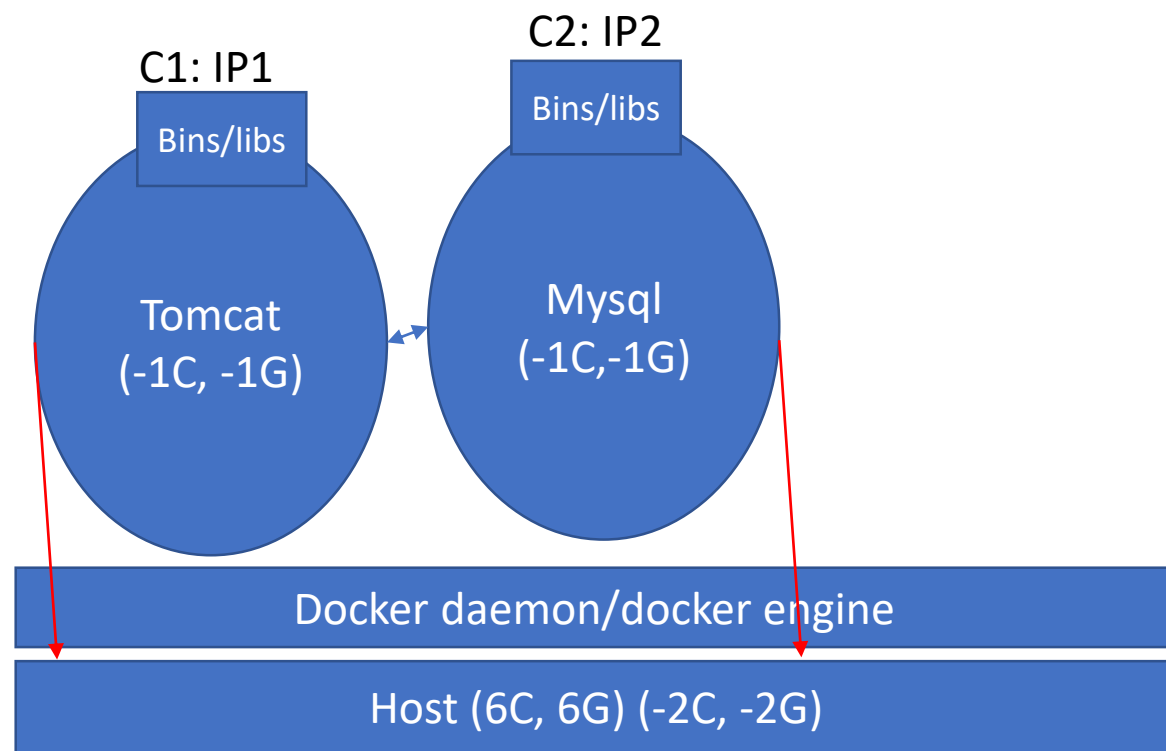 C1: IP1
C2: IP2
Bins/libs
Bins/libs
Tomcat
(-1C, -1G)
Mysql
(-1C,-1G)
Docker daemon/docker engine
Host (6C, 6G) (-2C, -2G)